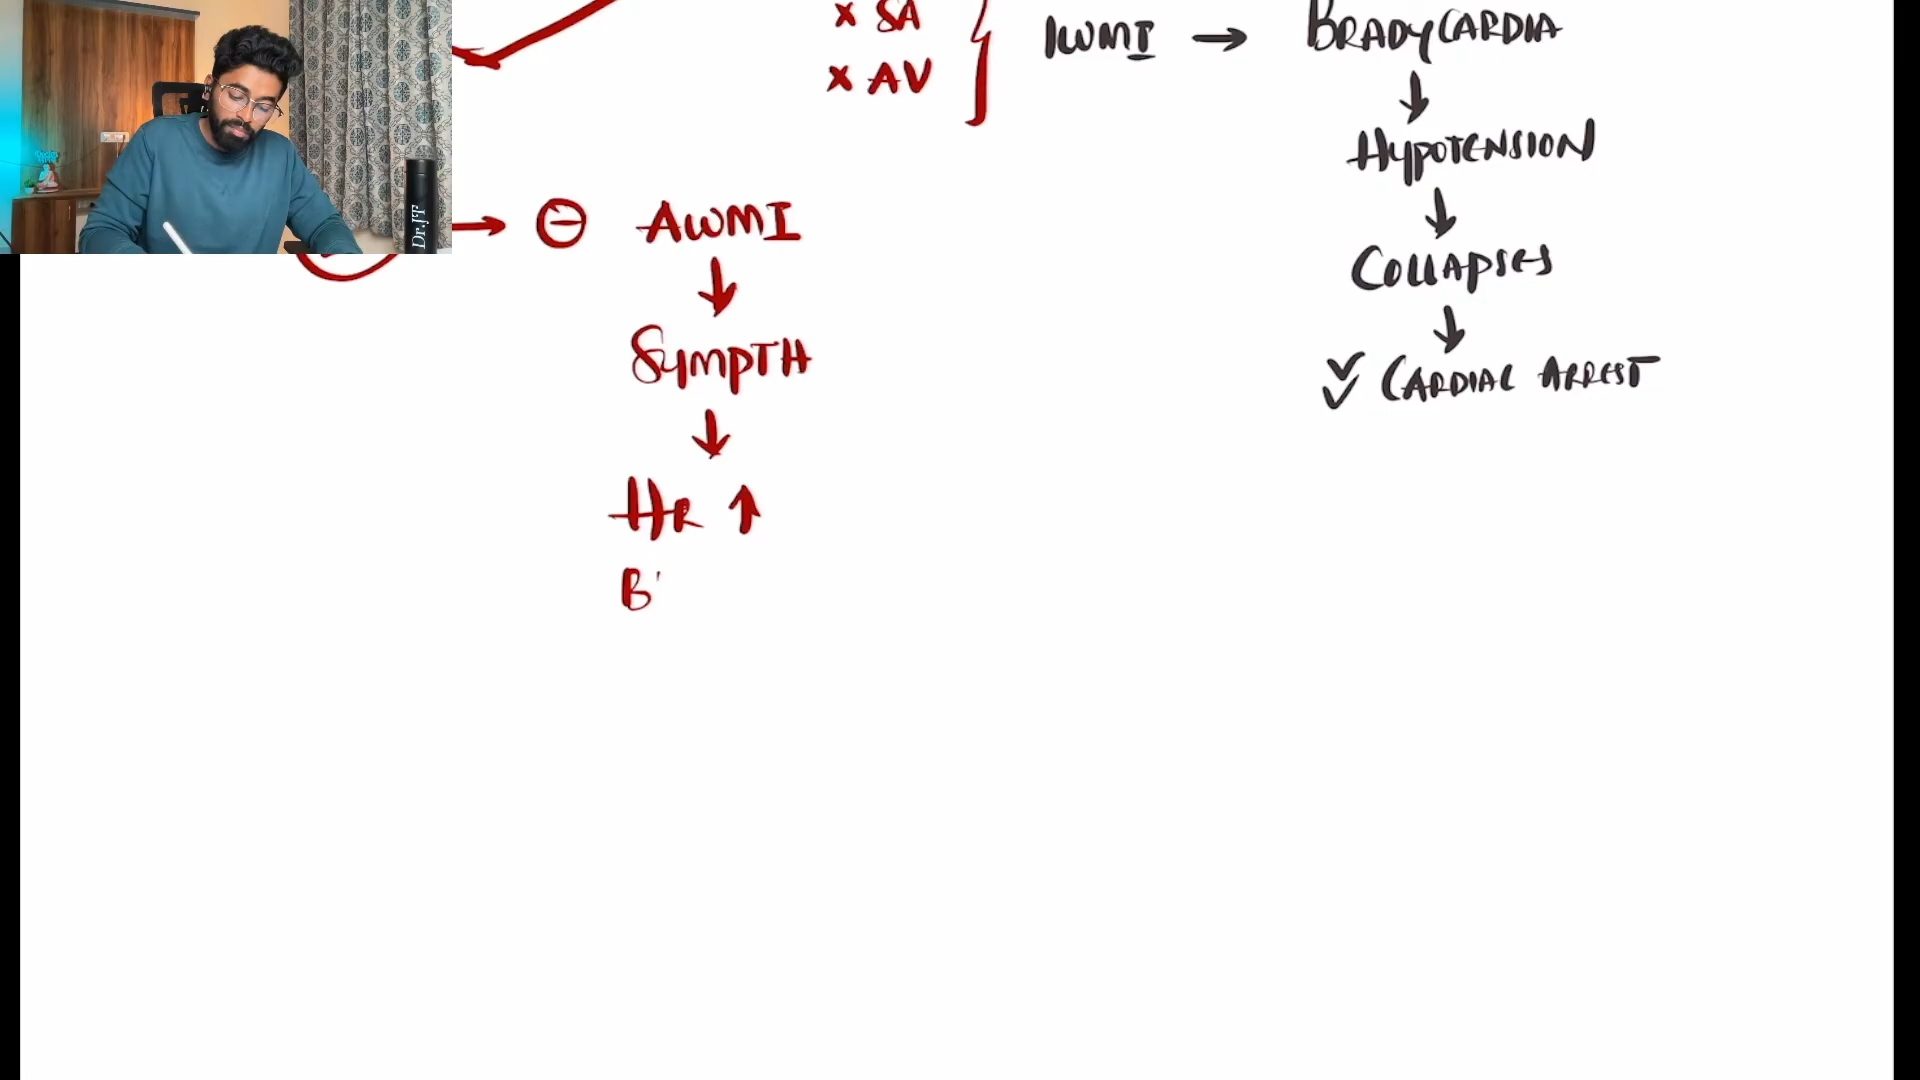 × SA
× AV
IWMI → BRADYCARDIA
↓
HYPOTENSION
↓
COLLAPSES
↓
✓✓ CARDIAC ARREST
→ ⊖ AWMI
↓
SYMPTH
↓
HR ↑
B
Dr.JT